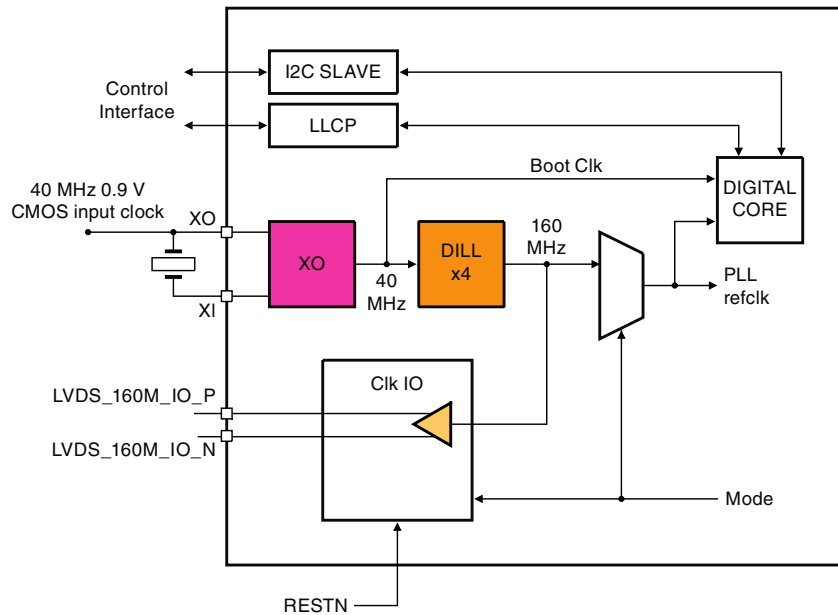 I2C SLAVE
Control
Interface
LLCP
Boot Clk
DIGITAL
CORE
40 MHz 0.9 V
CMOS input clock
XO
XO
40
MHz
DILL
x4
160
MHz
PLL
refclk
XI
Clk IO
LVDS_160M_IO_P
LVDS_160M_IO_N
Mode
RESTN